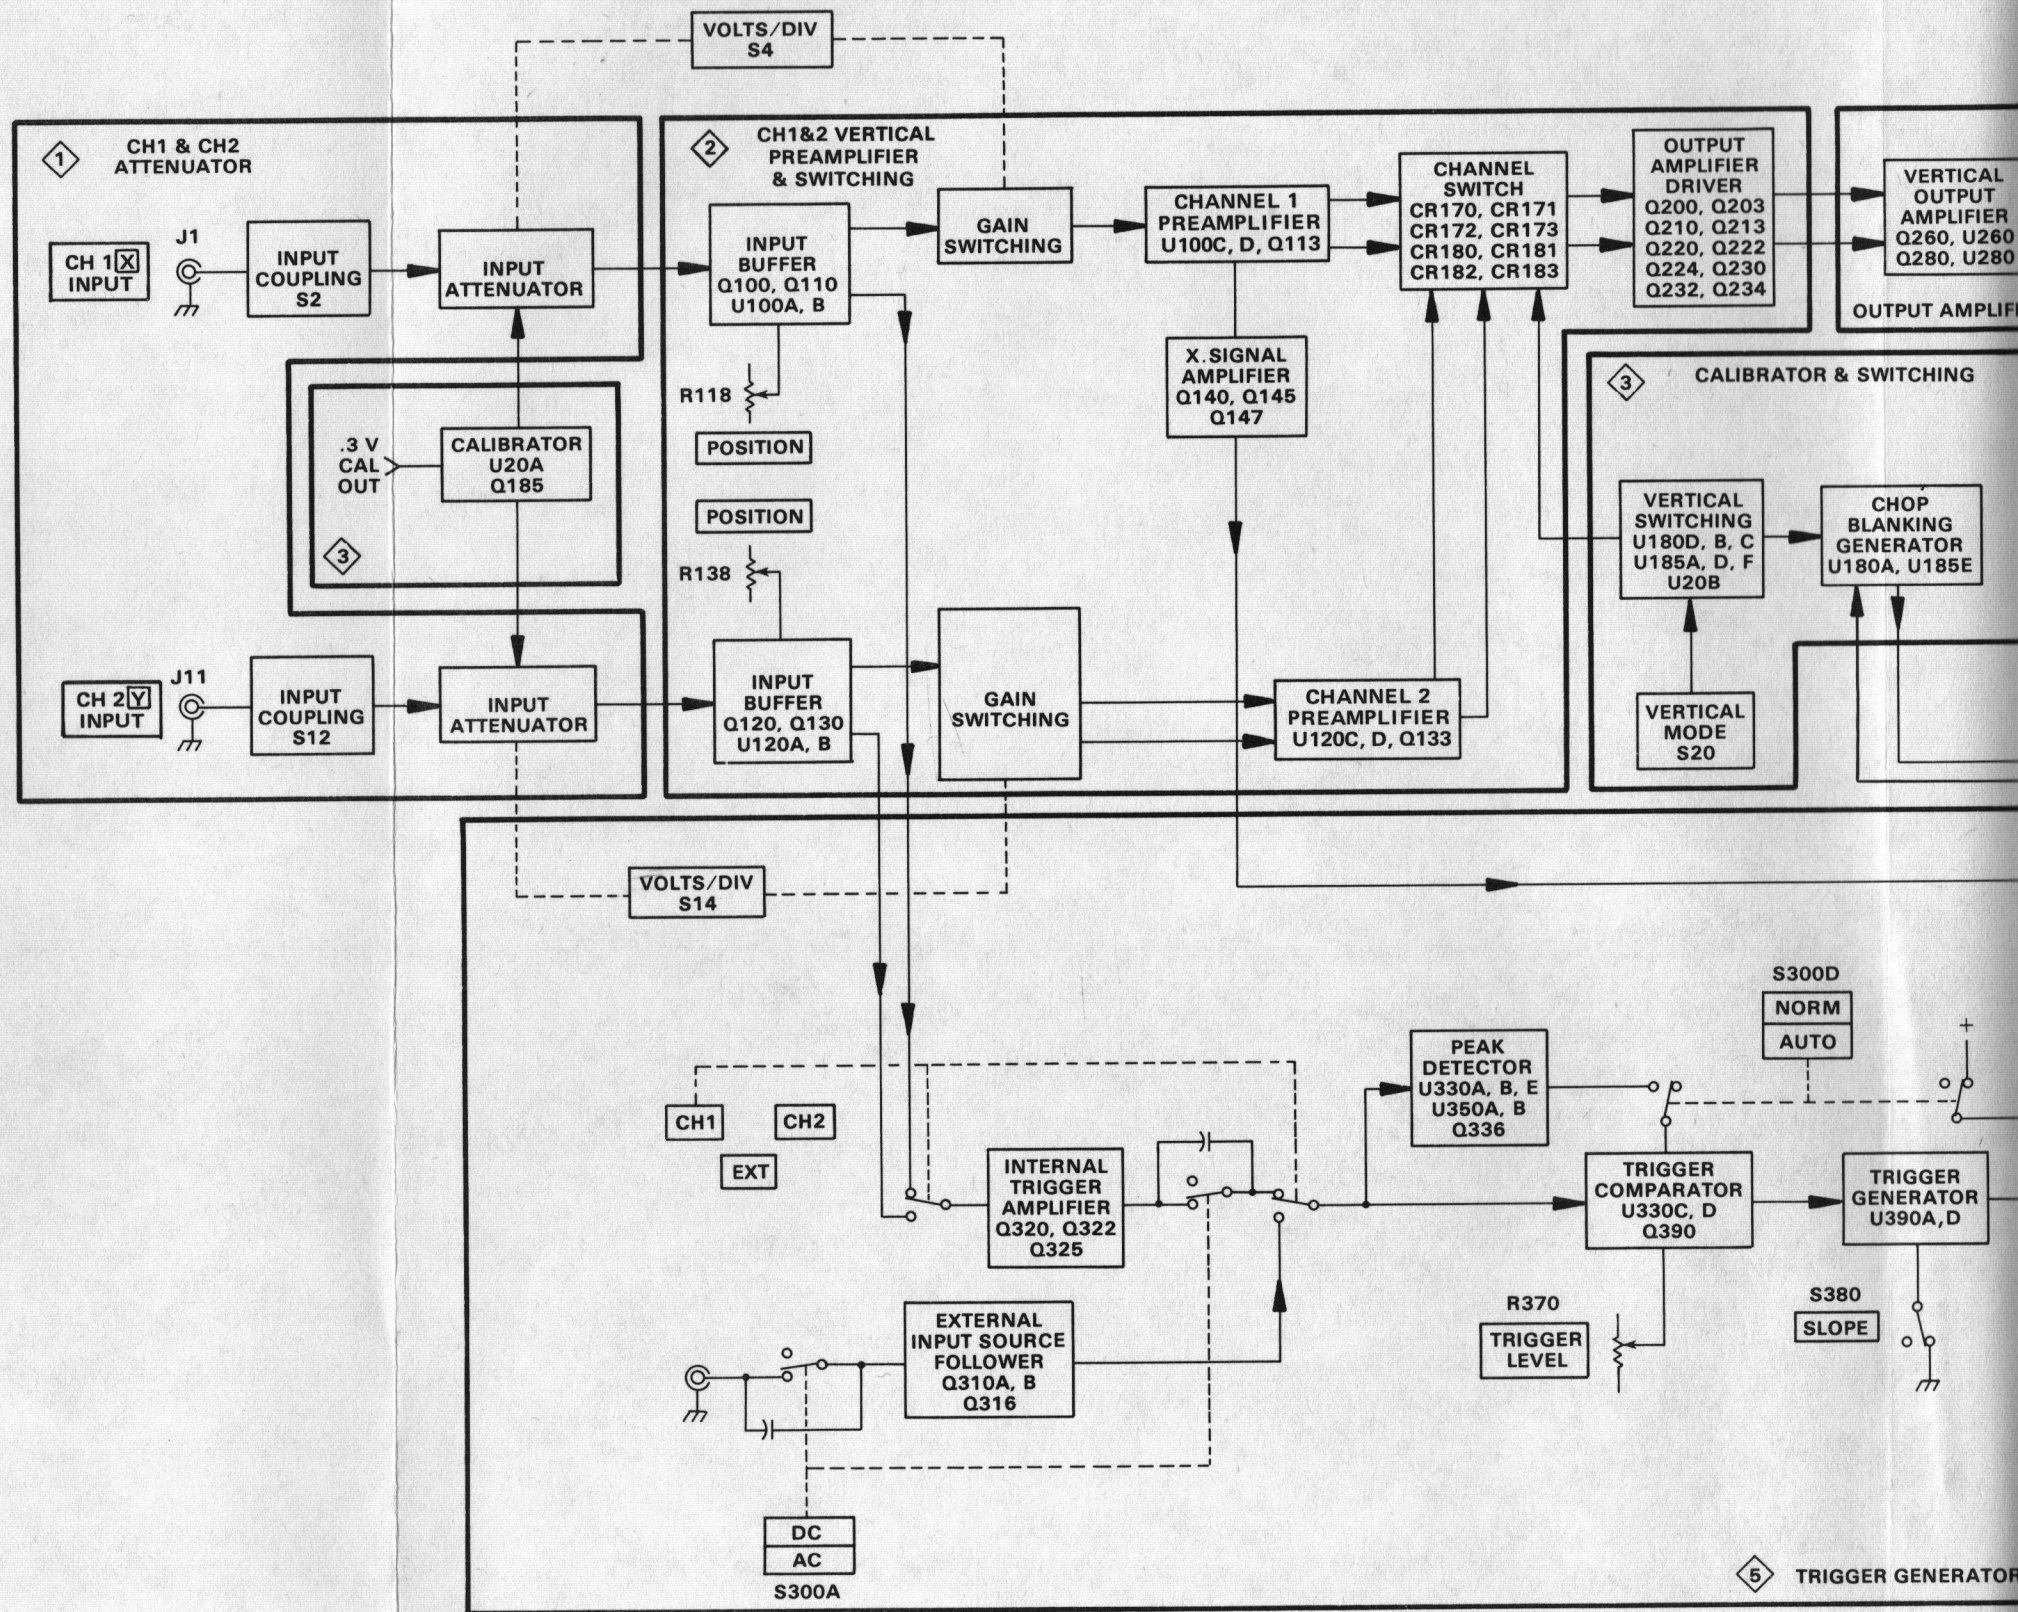 VOLTS/DIV
S4
1
CH1 & CH2
ATTENUATOR
CH 1 X
INPUT
J1
INPUT
COUPLING
S2
INPUT
ATTENUATOR
.3 V
CAL
OUT
CALIBRATOR
U20A
Q185
3
CH 2 Y
INPUT
J11
INPUT
COUPLING
S12
INPUT
ATTENUATOR
2
CH1&2 VERTICAL
PREAMPLIFIER
& SWITCHING
INPUT
BUFFER
Q100, Q110
U100A, B
GAIN
SWITCHING
CHANNEL 1
PREAMPLIFIER
U100C, D, Q113
CHANNEL
SWITCH
CR170, CR171
CR172, CR173
CR180, CR181
CR182, CR183
OUTPUT
AMPLIFIER
DRIVER
Q200, Q203
Q210, Q213
Q220, Q222
Q224, Q230
Q232, Q234
VERTICAL
OUTPUT
AMPLIFIER
Q260, U260
Q280, U280
OUTPUT AMPLIFI
R118
POSITION
POSITION
R138
X.SIGNAL
AMPLIFIER
Q140, Q145
Q147
INPUT
BUFFER
Q120, Q130
U120A, B
GAIN
SWITCHING
CHANNEL 2
PREAMPLIFIER
U120C, D, Q133
3
CALIBRATOR & SWITCHING
VERTICAL
SWITCHING
U180D, B, C
U185A, D, F
U20B
CHOP
BLANKING
GENERATOR
U180A, U185E
VERTICAL
MODE
S20
VOLTS/DIV
S14
S300D
NORM
AUTO
+
CH1
CH2
EXT
INTERNAL
TRIGGER
AMPLIFIER
Q320, Q322
Q325
PEAK
DETECTOR
U330A, B, E
U350A, B
Q336
TRIGGER
COMPARATOR
U330C, D
Q390
TRIGGER
GENERATOR
U390A,D
EXTERNAL
INPUT SOURCE
FOLLOWER
Q310A, B
Q316
R370
TRIGGER
LEVEL
S380
SLOPE
DC
AC
S300A
5
TRIGGER GENERATOR